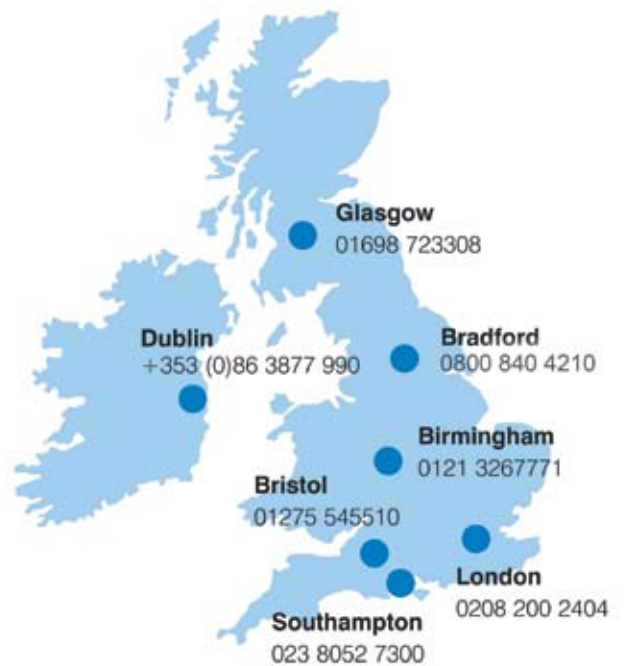 Glasgow
01698 723308
Dublin
+353 (0)86 3877 990
Bradford
0800 840 4210
Birmingham
0121 3267771
Bristol
01275 545510
London
0208 200 2404
Southampton
023 8052 7300